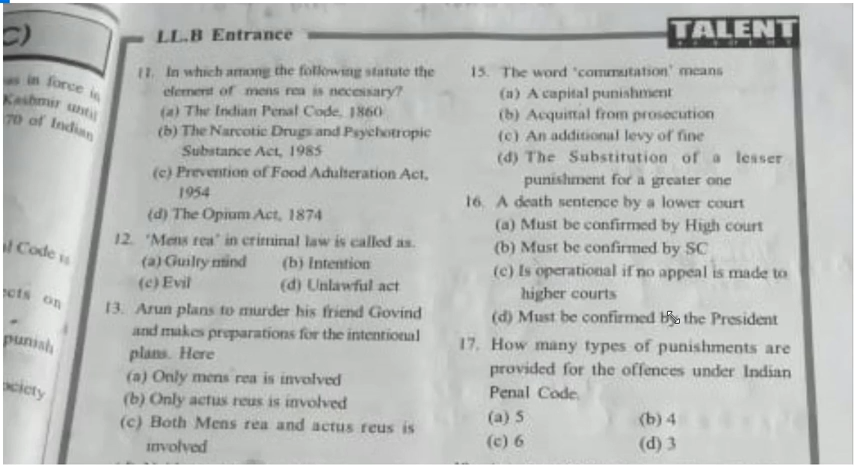 C)
as in force in
Kashmir until
70 of Indian
l Code is
ects on
punish
ociety
LL.B Entrance
TALENT
11. In which among the following statute the
element of mens rea is necessary?
(a) The Indian Penal Code, 1860
(b) The Narcotic Drugs and Psychotropic
Substance Act, 1985
(c) Prevention of Food Adulteration Act,
1954
(d) The Opium Act, 1874
12. 'Mens rea' in criminal law is called as.
(a) Guilry mind (b) Intention
(c) Evil (d) Unlawful act
13. Arun plans to murder his friend Govind
and makes preparations for the intentional
plans. Here
(a) Only mens rea is involved
(b) Only actus reus is involved
(c) Both Mens rea and actus reus is
involved
15. The word 'commutation' means
(a) A capital punishment
(b) Acquittal from prosecution
(c) An additional levy of fine
(d) The Substitution of a lesser
punishment for a greater one
16. A death sentence by a lower court
(a) Must be confirmed by High court
(b) Must be confirmed by SC
(c) Is operational if no appeal is made to
higher courts
(d) Must be confirmed by the President
17. How many types of punishments are
provided for the offences under Indian
Penal Code.
(a) 5 (b) 4
(c) 6 (d) 3